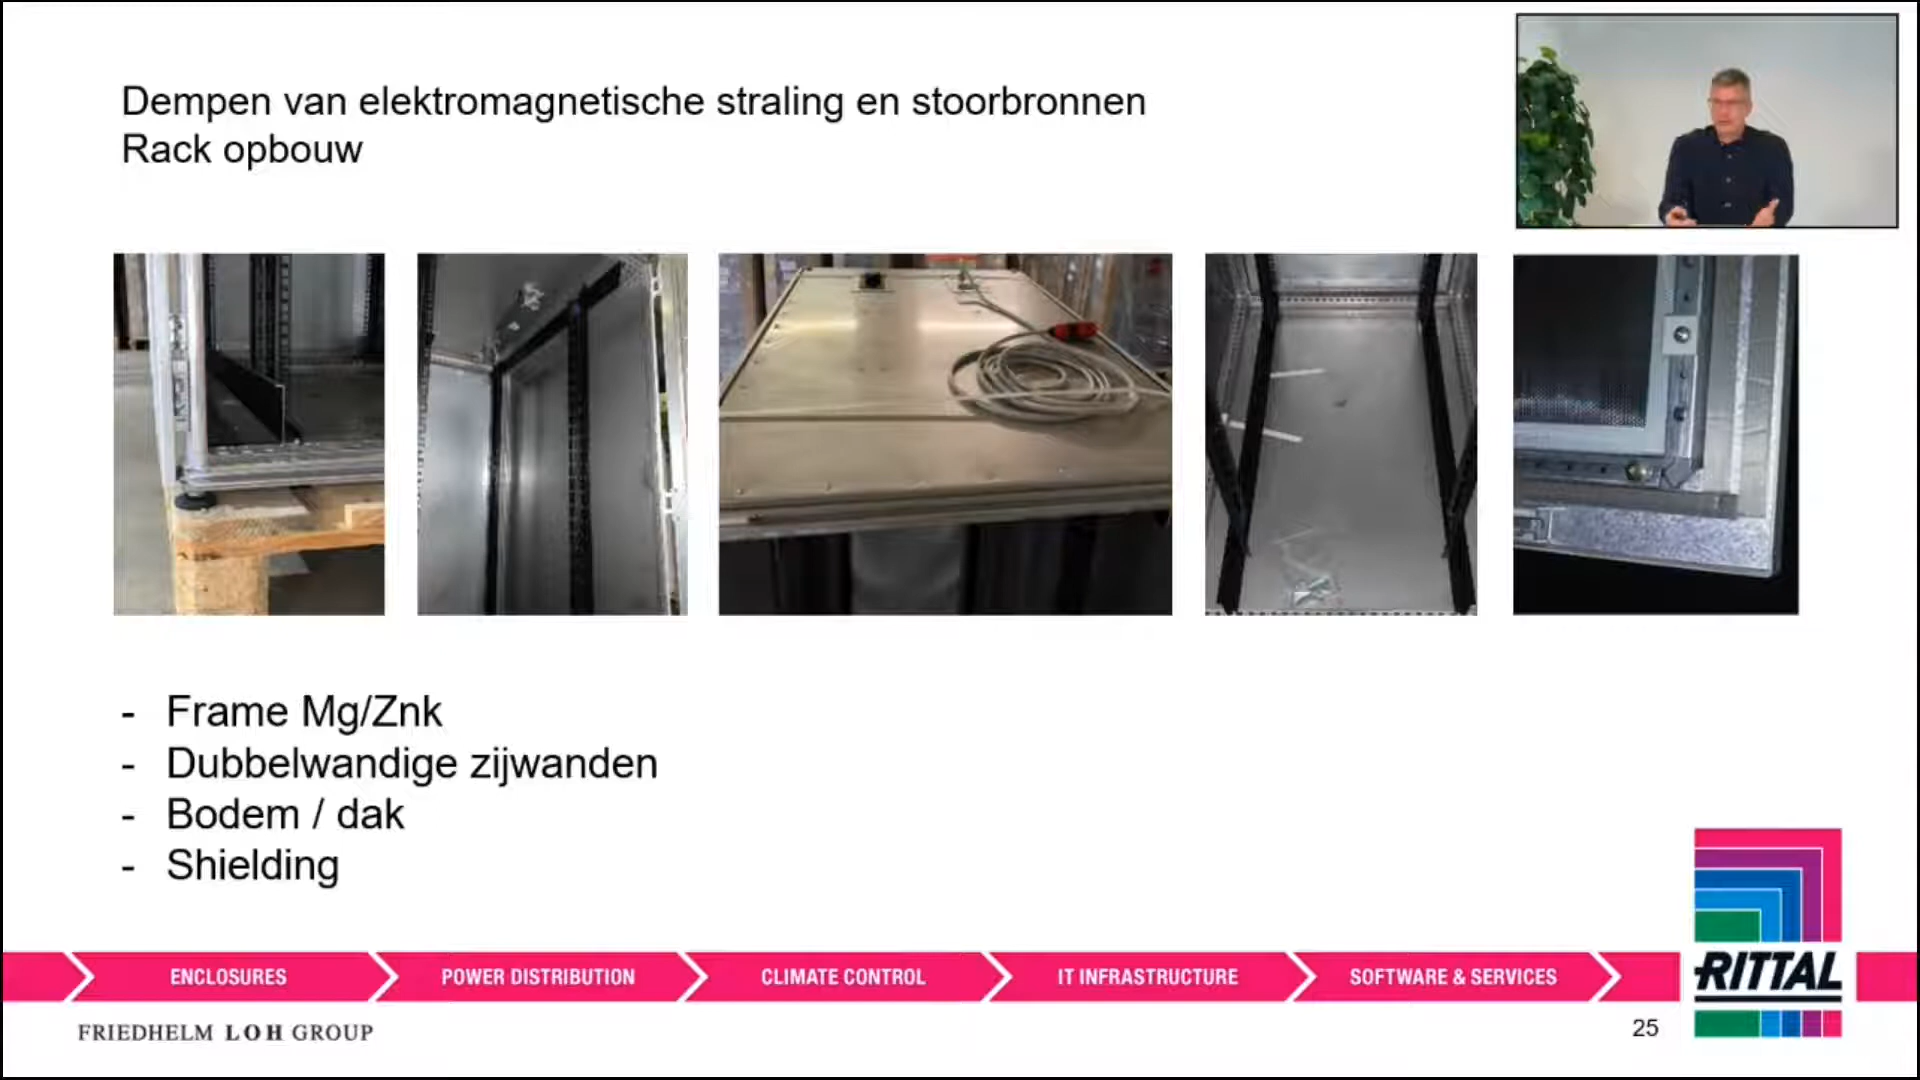 Dempen van elektromagnetische straling en stoorbronnen
Rack opbouw
- Frame Mg/Znk
- Dubbelwandige zijwanden
- Bodem / dak
- Shielding
ENCLOSURES
POWER DISTRIBUTION
CLIMATE CONTROL
IT INFRASTRUCTURE
SOFTWARE & SERVICES
RITTAL
FRIEDHELM LOH GROUP
25